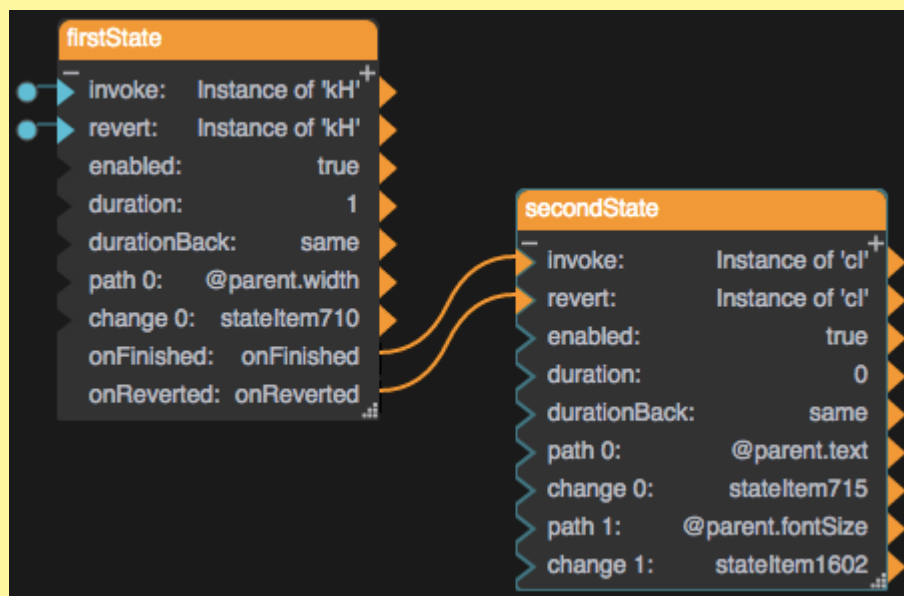 firstState
invoke: Instance of 'kH'
revert: Instance of 'kH'
enabled: true
duration: 1
durationBack: same
path 0: @parent.width
change 0: stateItem710
onFinished: onFinished
onReverted: onReverted
secondState
invoke: Instance of 'cI'
revert: Instance of 'cI'
enabled: true
duration: 0
durationBack: same
path 0: @parent.text
change 0: stateItem715
path 1: @parent.fontSize
change 1: stateItem1602